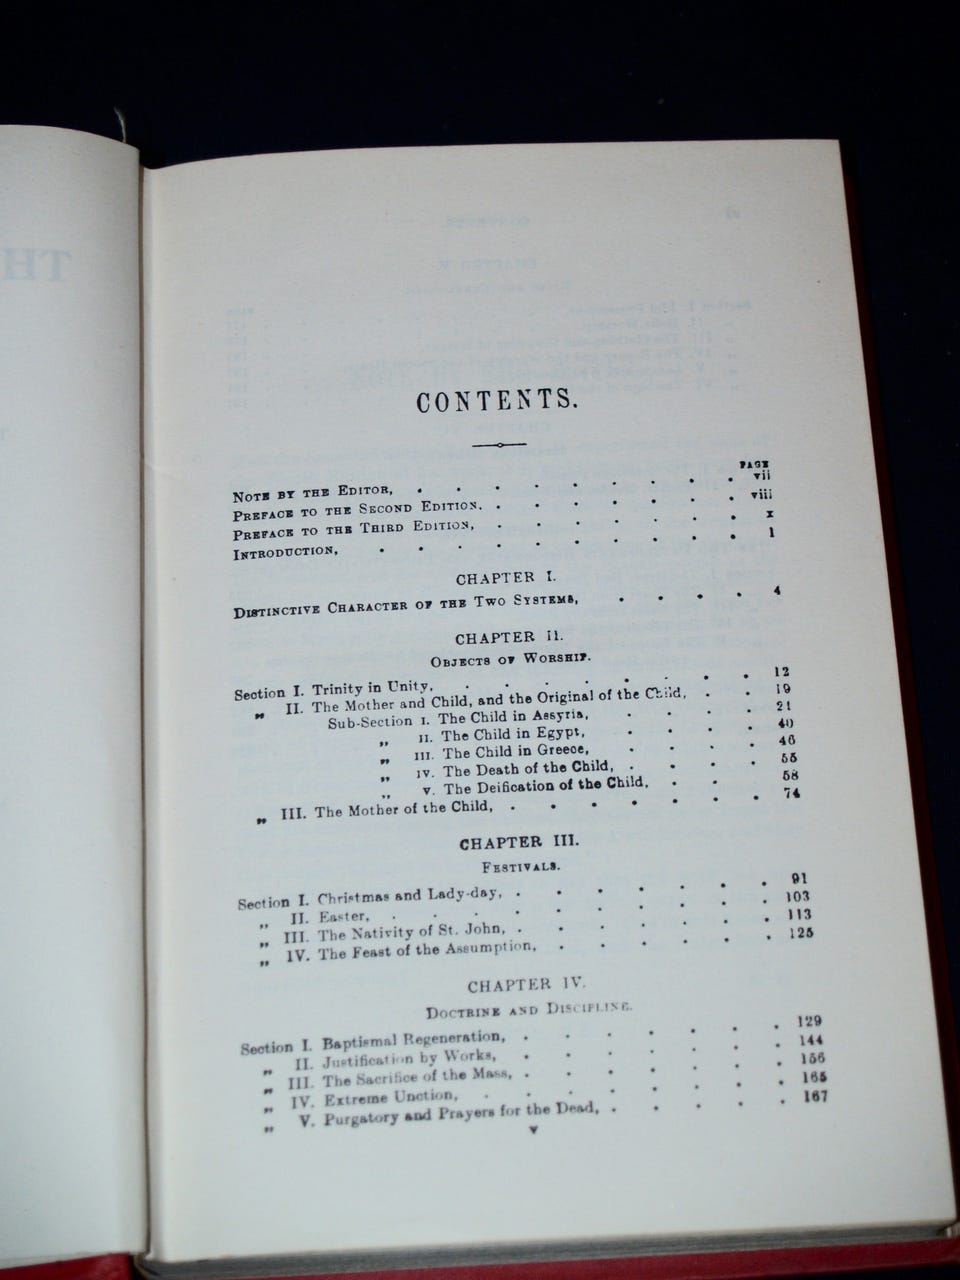 CONTENTS.
PAGE
NOTE BY THE EDITOR, . . . . . . . . . vii
PREFACE TO THE SECOND EDITION. . . . . . . . viii
PREFACE TO THE THIRD EDITION, . . . . . . . x
INTRODUCTION, . . . . . . . . . . 1
CHAPTER I.
DISTINCTIVE CHARACTER OF THE TWO SYSTEMS, . . . . 4
CHAPTER II.
OBJECTS OF WORSHIP.
Section I. Trinity in Unity, . . . . . . . . 12
„ II. The Mother and Child, and the Original of the Child, . . 19
Sub-Section I. The Child in Assyria, . . . . 21
„ II. The Child in Egypt, . . . . 40
„ III. The Child in Greece, . . . . 46
„ IV. The Death of the Child, . . . . 55
„ V. The Deification of the Child, . . 58
„ III. The Mother of the Child, . . . . . . . 74
CHAPTER III.
FESTIVALS.
Section I. Christmas and Lady-day, . . . . . . . 91
„ II. Easter, . . . . . . . . . 103
„ III. The Nativity of St. John, . . . . . . . 113
„ IV. The Feast of the Assumption, . . . . . . 125
CHAPTER IV.
DOCTRINE AND DISCIPLINE.
Section I. Baptismal Regeneration, . . . . . . . 129
„ II. Justification by Works, . . . . . . . 144
„ III. The Sacrifice of the Mass, . . . . . . . 156
„ IV. Extreme Unction, . . . . . . . . 165
„ V. Purgatory and Prayers for the Dead, . . . . . 167
v